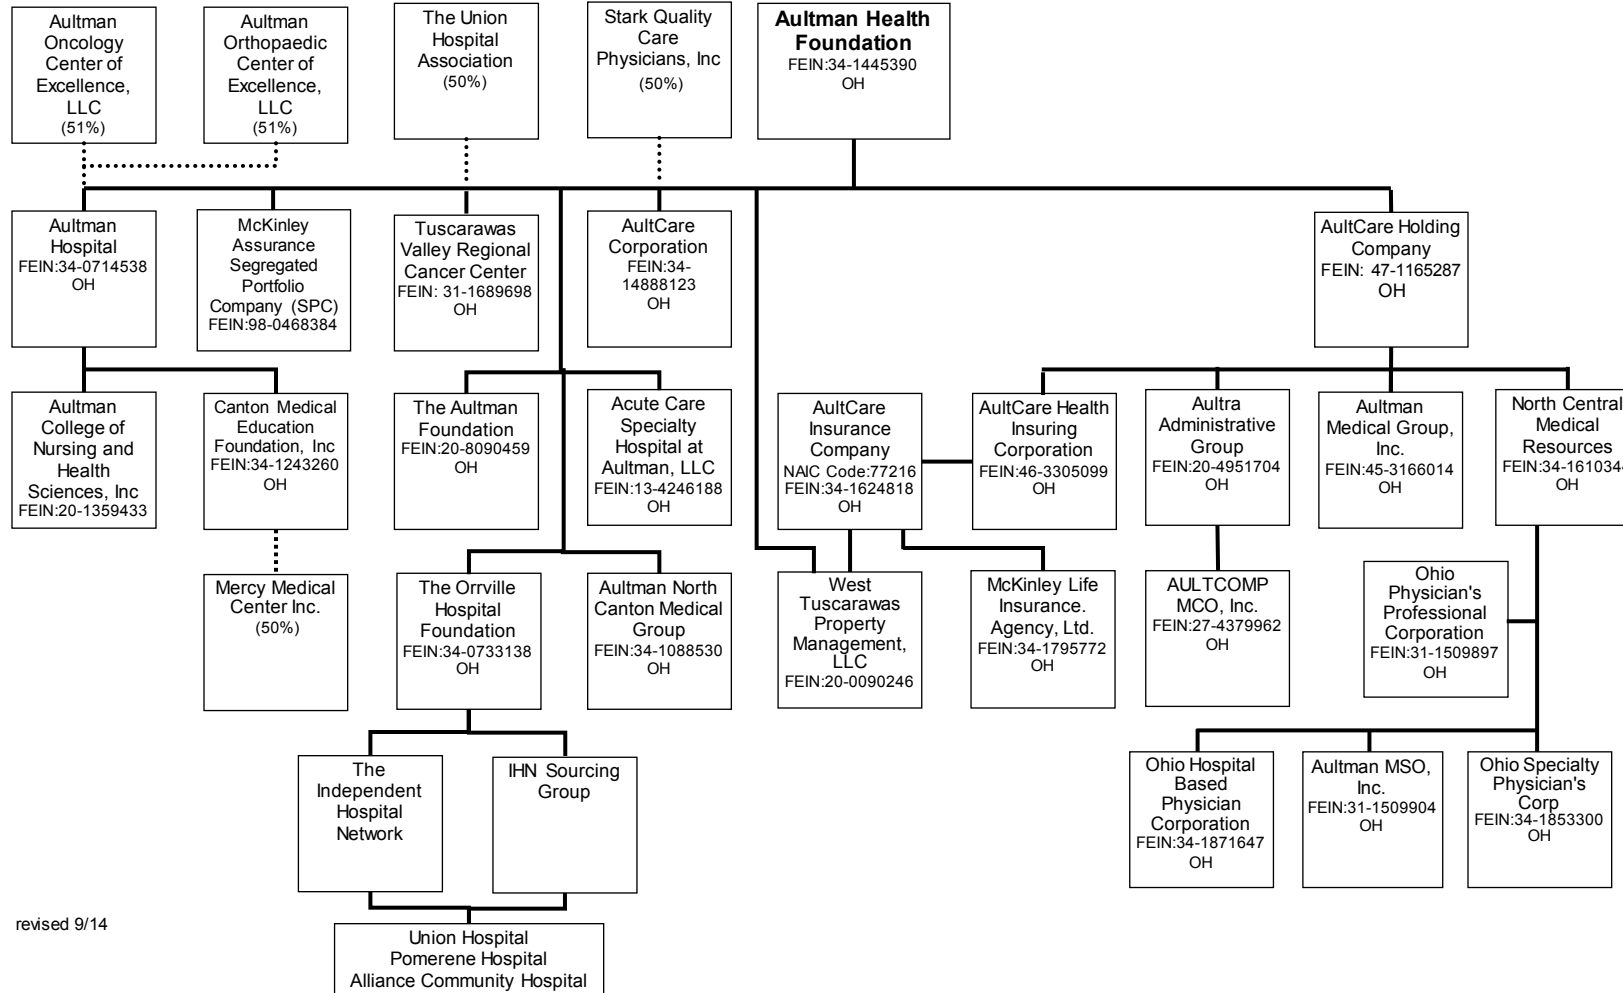 Aultman
Oncology
Center of
Excellence,
LLC
(51%)
Aultman
Orthopaedic
Center of
Excellence,
LLC
(51%)
The Union
Hospital
Association
(50%)
Stark Quality
Care
Physicians, Inc
(50%)
Aultman Health
Foundation
FEIN:34-1445390
OH
Aultman
Hospital
FEIN:34-0714538
OH
McKinley
Assurance
Segregated
Portfolio
Company (SPC)
FEIN:98-0468384
Tuscarawas
Valley Regional
Cancer Center
FEIN: 31-1689698
OH
AultCare
Corporation
FEIN:34-
14888123
OH
AultCare Holding
Company
FEIN: 47-1165287
OH
Aultman
College of
Nursing and
Health
Sciences, Inc
FEIN:20-1359433
Canton Medical
Education
Foundation, Inc
FEIN:34-1243260
OH
The Aultman
Foundation
FEIN:20-8090459
OH
Acute Care
Specialty
Hospital at
Aultman, LLC
FEIN:13-4246188
OH
AultCare
Insurance
Company
NAIC Code:77216
FEIN:34-1624818
OH
AultCare Health
Insuring
Corporation
FEIN:46-3305099
OH
Aultra
Administrative
Group
FEIN:20-4951704
OH
Aultman
Medical Group,
Inc.
FEIN:45-3166014
OH
North Central
Medical
Resources
FEIN:34-161034
OH
Mercy Medical
Center Inc.
(50%)
The Orrville
Hospital
Foundation
FEIN:34-0733138
OH
Aultman North
Canton Medical
Group
FEIN:34-1088530
OH
West
Tuscarawas
Property
Management,
LLC
FEIN:20-0090246
McKinley Life
Insurance.
Agency, Ltd.
FEIN:34-1795772
OH
AULTCOMP
MCO, Inc.
FEIN:27-4379962
OH
Ohio
Physician's
Professional
Corporation
FEIN:31-1509897
OH
The
Independent
Hospital
Network
IHN Sourcing
Group
Ohio Hospital
Based
Physician
Corporation
FEIN:34-1871647
OH
Aultman MSO,
Inc.
FEIN:31-1509904
OH
Ohio Specialty
Physician's
Corp
FEIN:34-1853300
OH
revised 9/14
Union Hospital
Pomerene Hospital
Alliance Community Hospital